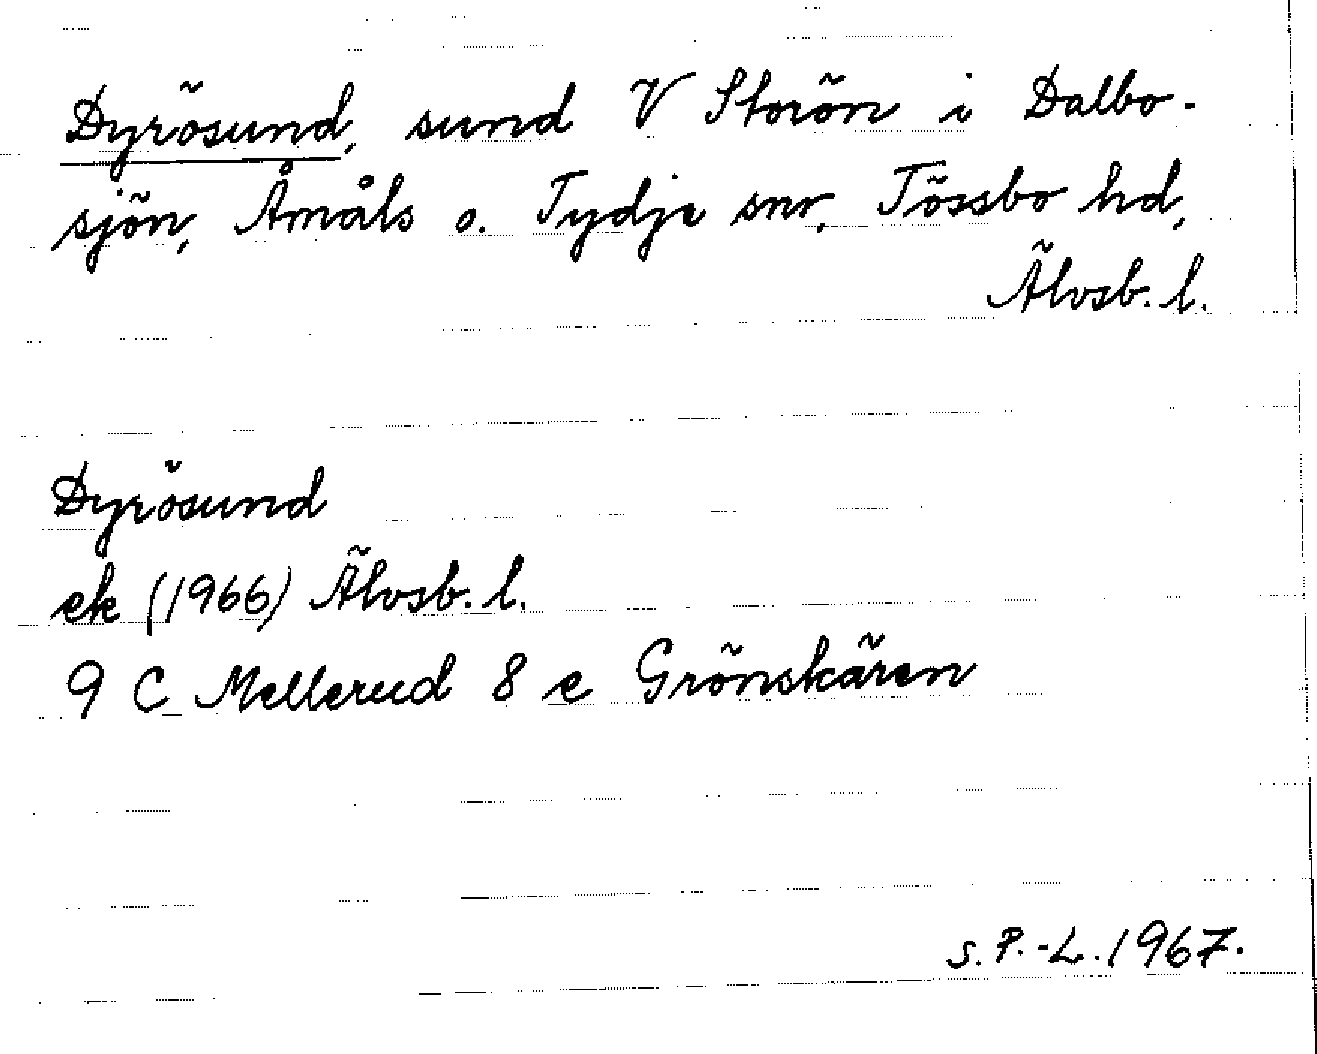 Dyrösund, sund V Storön i Dalbo-
sjön, Åmåls o. Tydje snr, Tössbo hd,
Älvsb. l.
Dyrösund
ek (1966) Älvsb. l.
9 C Mellerud 8 e Grönskären
S. P.-L. 1967.